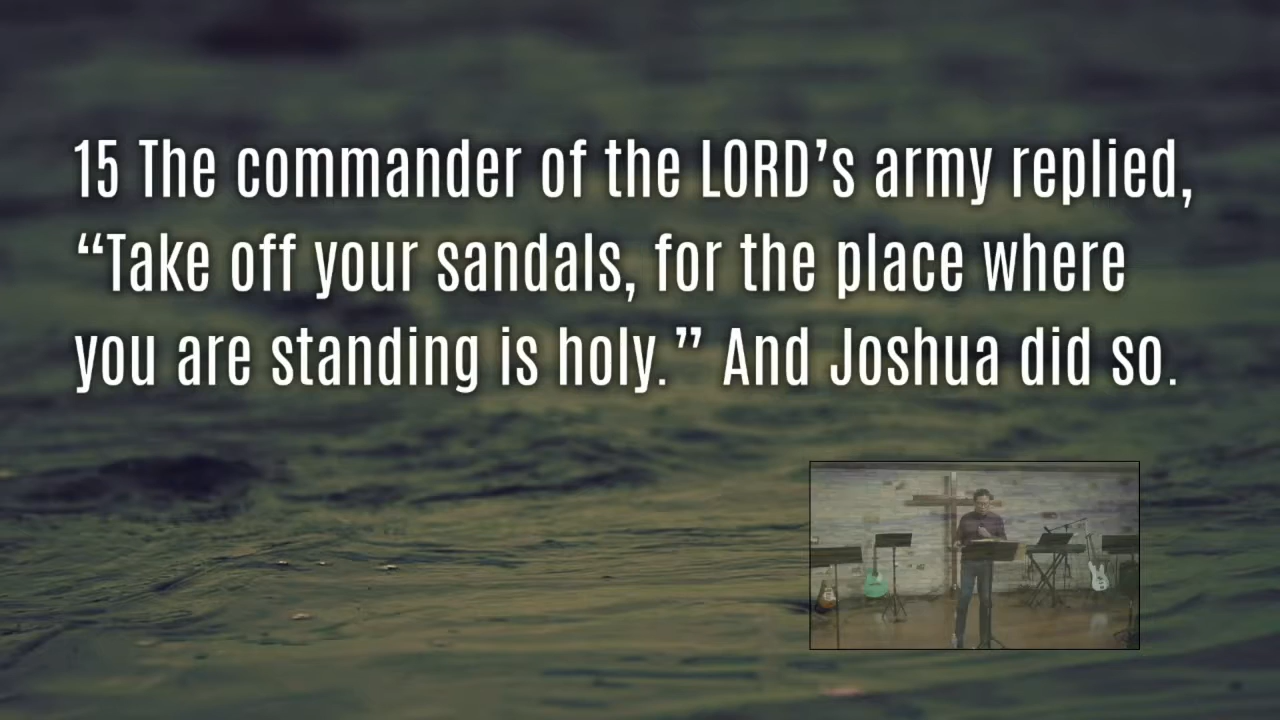 15 The commander of the LORD’s army replied,
“Take off your sandals, for the place where
you are standing is holy.” And Joshua did so.